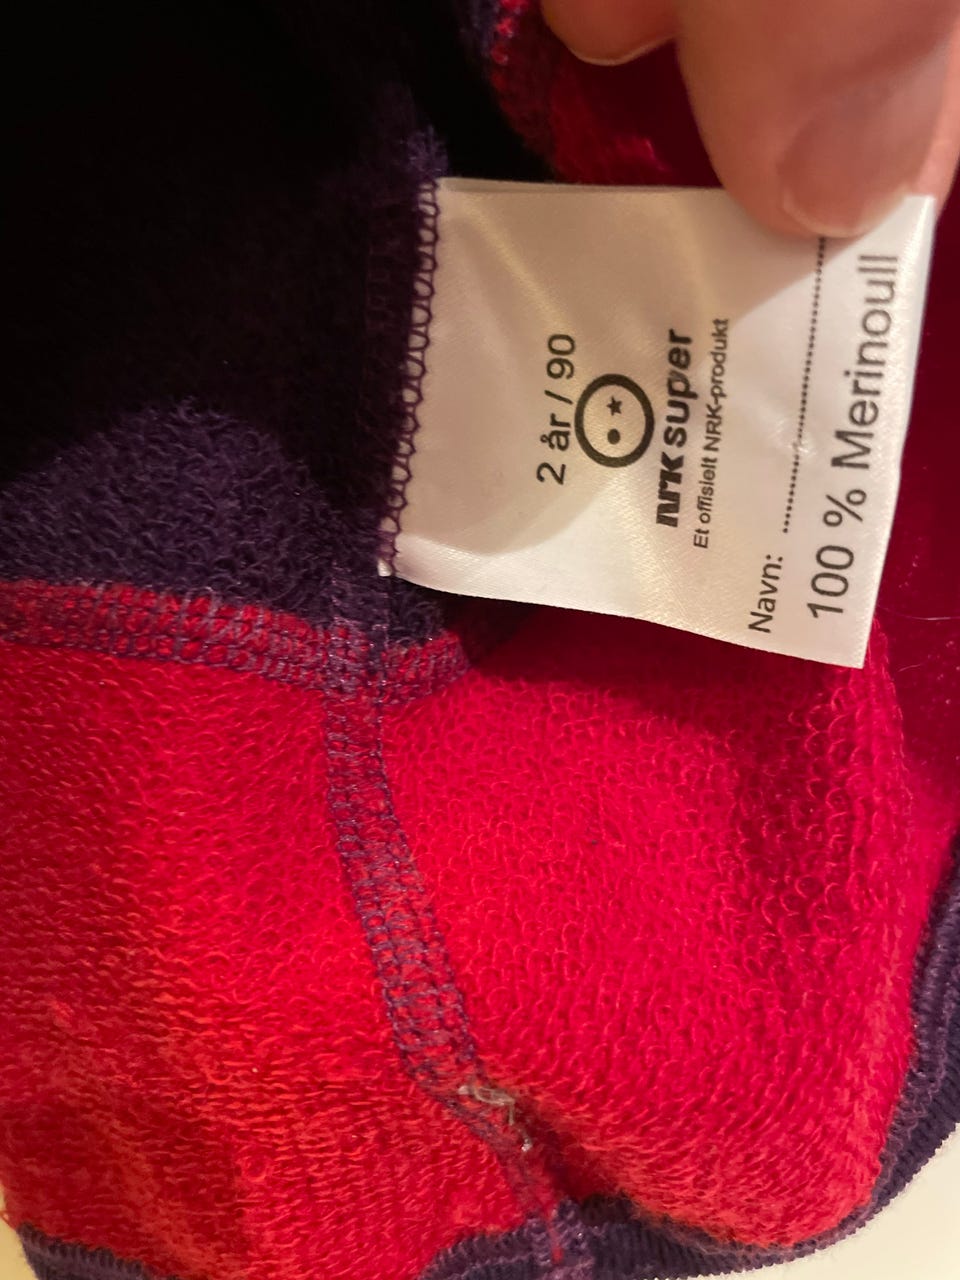 2 år / 90
NRK super
Et offisielt NRK-produkt
Navn: ................................
100 % Merinoull